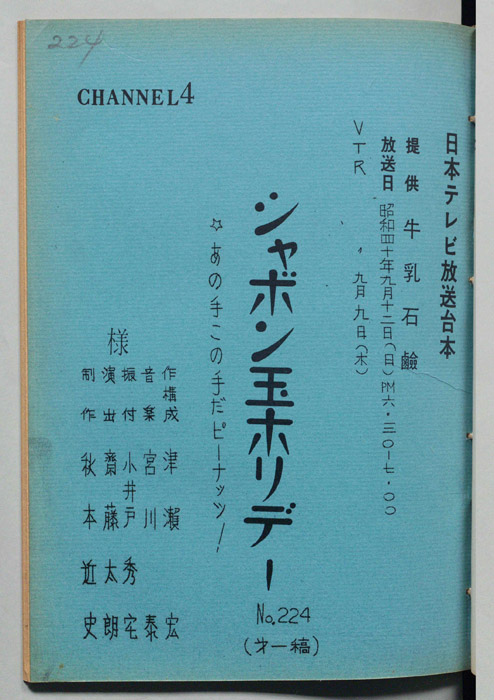 224
CHANNEL4
日本テレビ放送台本
提供 牛乳石鹸
放送日 昭和四十年九月十二日(日)PM六・三〇―七・〇〇
VTR 〃 九月九日(木)
シャボン玉ホリデー
No.224
(才一稿)
☆あの手この手だピーナッツ!
作・構成 津瀬宏
音楽 宮川泰
振付 小井戸秀宅
演出 齋藤太朗
制作 秋本近史
様